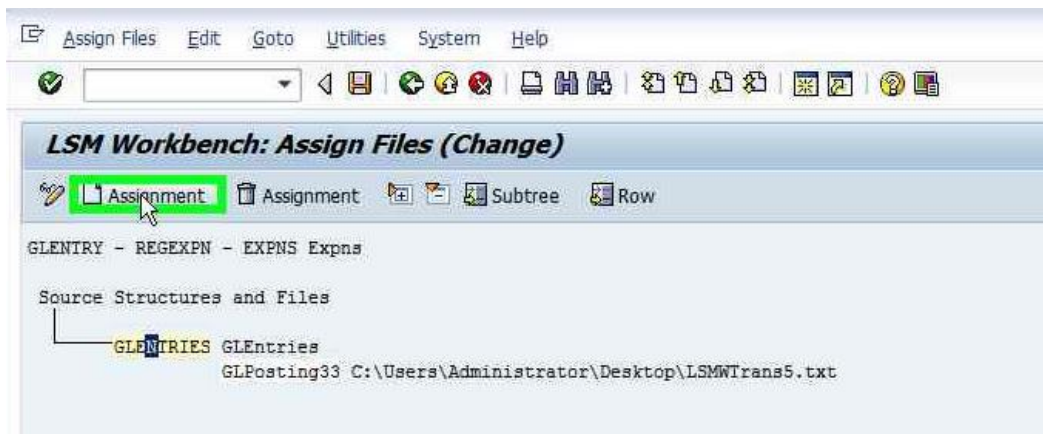 Assign Files Edit Goto Utilities System Help
LSM Workbench: Assign Files (Change)
Assignment Assignment Subtree Row
GLENTRY - REGEXPN - EXPNS Expns
Source Structures and Files
GLENTRIES GLEntries
GLPosting33 C:\Users\Administrator\Desktop\LSMWTrans5.txt